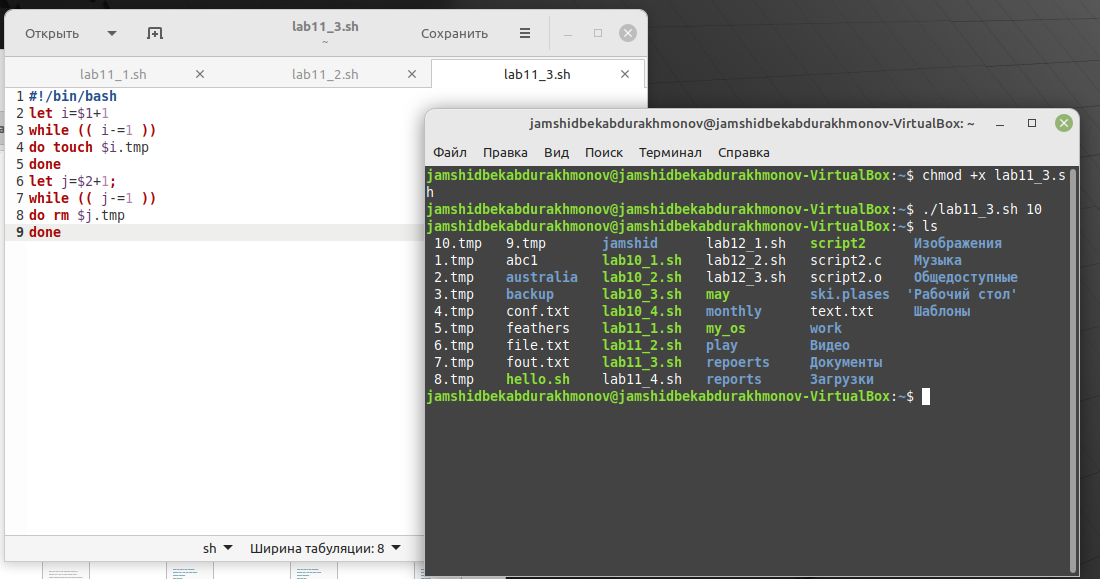 Открыть
lab11_3.sh
~
Сохранить
lab11_1.sh
lab11_2.sh
lab11_3.sh
1 #!/bin/bash
2 let i=$1+1
3 while (( i-=1 ))
4 do touch $i.tmp
5 done
6 let j=$2+1;
7 while (( j-=1 ))
8 do rm $j.tmp
9 done
sh
Ширина табуляции: 8
jamshidbekabdurakhmonov@jamshidbekabdurakhmonov-VirtualBox: ~
Файл Правка Вид Поиск Терминал Справка
jamshidbekabdurakhmonov@jamshidbekabdurakhmonov-VirtualBox:~$ chmod +x lab11_3.s
h
jamshidbekabdurakhmonov@jamshidbekabdurakhmonov-VirtualBox:~$ ./lab11_3.sh 10
jamshidbekabdurakhmonov@jamshidbekabdurakhmonov-VirtualBox:~$ ls
10.tmp 9.tmp jamshid lab12_1.sh script2 Изображения
1.tmp abc1 lab10_1.sh lab12_2.sh script2.c Музыка
2.tmp australia lab10_2.sh lab12_3.sh script2.o Общедоступные
3.tmp backup lab10_3.sh may ski.plases 'Рабочий стол'
4.tmp conf.txt lab10_4.sh monthly text.txt Шаблоны
5.tmp feathers lab11_1.sh my_os work
6.tmp file.txt lab11_2.sh play Видео
7.tmp fout.txt lab11_3.sh repoerts Документы
8.tmp hello.sh lab11_4.sh reports Загрузки
jamshidbekabdurakhmonov@jamshidbekabdurakhmonov-VirtualBox:~$